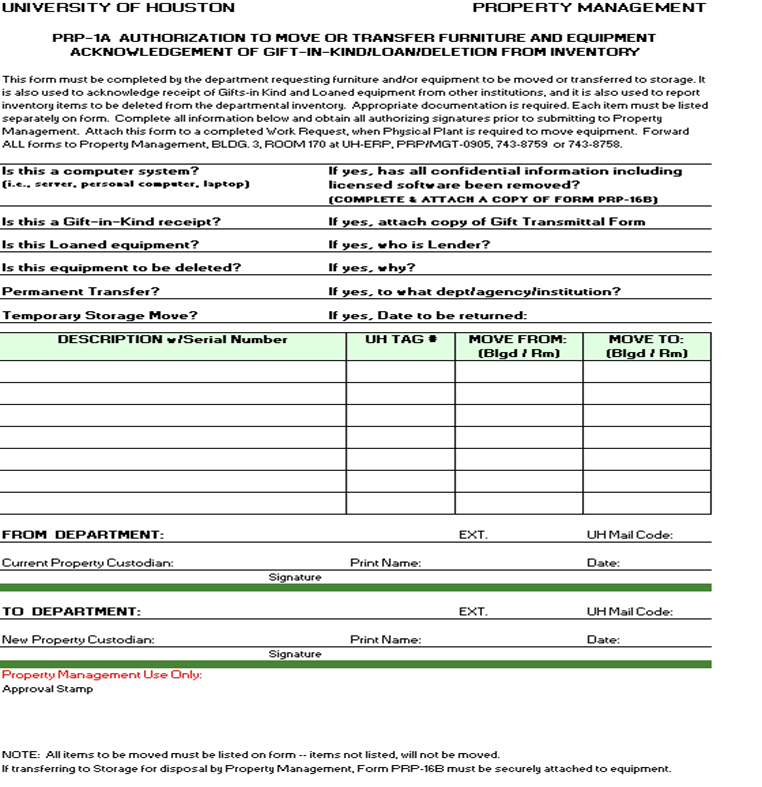 UNIVERSITY OF HOUSTON PROPERTY MANAGEMENT
PRP-1A AUTHORIZATION TO MOVE OR TRANSFER FURNITURE AND EQUIPMENT
ACKNOWLEDGEMENT OF GIFT-IN-KIND/LOAN/DELETION FROM INVENTORY
This form must be completed by the department requesting furniture and/or equipment to be moved or transferred to storage. It
is also used to acknowledge receipt of Gifts-in Kind and Loaned equipment from other institutions, and it is also used to report
inventory items to be deleted from the departmental inventory. Appropriate documentation is required. Each item must be listed
separately on form. Complete all information below and obtain all authorizing signatures prior to submitting to Property
Management. Attach this form to a completed Work Request, when Physical Plant is required to move equipment. Forward
ALL forms to Property Management, BLDG. 3, ROOM 170 at UH-ERP, PRP/MGT-0905, 743-8759 or 743-8758.
Is this a computer system? If yes, has all confidential information including
(i.e., server, personal computer, laptop) licensed software been removed?
(COMPLETE & ATTACH A COPY OF FORM PRP-16B)
Is this a Gift-in-Kind receipt? If yes, attach copy of Gift Transmittal Form
Is this Loaned equipment? If yes, who is Lender?
Is this equipment to be deleted? If yes, why?
Permanent Transfer? If yes, to what dept/agency/institution?
Temporary Storage Move? If yes, Date to be returned:
DESCRIPTION w/Serial Number UH TAG # MOVE FROM: MOVE TO:
(Blgd / Rm) (Blgd / Rm)
FROM DEPARTMENT: EXT. UH Mail Code:
Current Property Custodian: Print Name: Date:
Signature
TO DEPARTMENT: EXT. UH Mail Code:
New Property Custodian: Print Name: Date:
Signature
Property Management Use Only:
Approval Stamp
NOTE: All items to be moved must be listed on form -- items not listed, will not be moved.
If transferring to Storage for disposal by Property Management, Form PRP-16B must be securely attached to equipment.